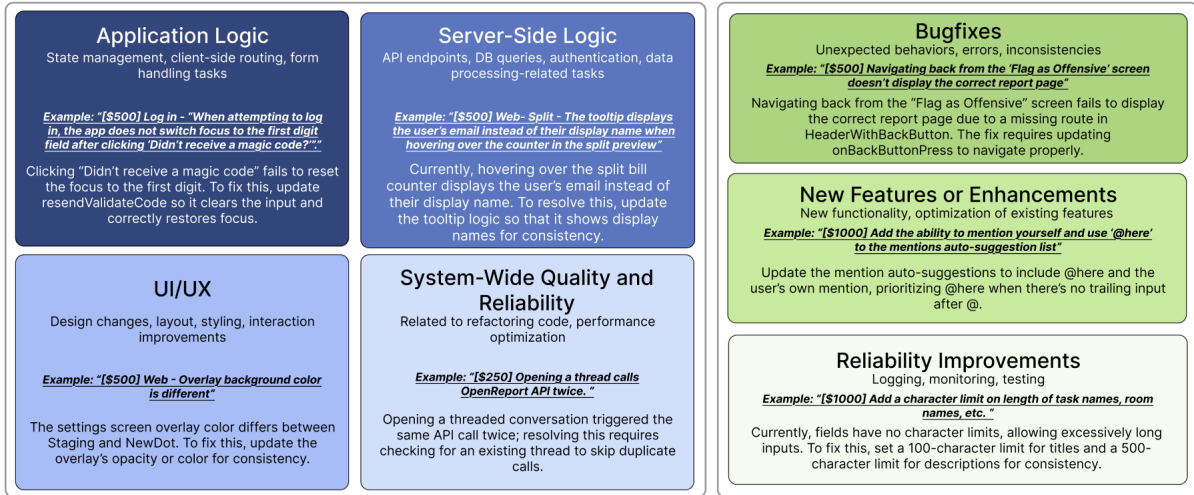 Application Logic
State management, client-side routing, form
handling tasks
Example: "[$500] Log in - "When attempting to log
in, the app does not switch focus to the first digit
field after clicking 'Didn't receive a magic code?'"."
Clicking "Didn't receive a magic code" fails to reset
the focus to the first digit. To fix this, update
resendValidateCode so it clears the input and
correctly restores focus.
Server-Side Logic
API endpoints, DB queries, authentication, data
processing-related tasks
Example: "[$500] Web- Split - The tooltip displays
the user's email instead of their display name when
hovering over the counter in the split preview"
Currently, hovering over the split bill
counter displays the user's email instead of
their display name. To resolve this, update
the tooltip logic so that it shows display
names for consistency.
UI/UX
Design changes, layout, styling, interaction
improvements
Example: "[$500] Web - Overlay background color
is different"
The settings screen overlay color differs between
Staging and NewDot. To fix this, update the
overlay's opacity or color for consistency.
System-Wide Quality and
Reliability
Related to refactoring code, performance
optimization
Example: "[$250] Opening a thread calls
OpenReport API twice. "
Opening a threaded conversation triggered the
same API call twice; resolving this requires
checking for an existing thread to skip duplicate
calls.
Bugfixes
Unexpected behaviors, errors, inconsistencies
Example: "[$500] Navigating back from the 'Flag as Offensive' screen
doesn't display the correct report page"
Navigating back from the "Flag as Offensive" screen fails to display
the correct report page due to a missing route in
HeaderWithBackButton. The fix requires updating
onBackButtonPress to navigate properly.
New Features or Enhancements
New functionality, optimization of existing features
Example: "[$1000] Add the ability to mention yourself and use '@here'
to the mentions auto-suggestion list"
Update the mention auto-suggestions to include @here and the
user's own mention, prioritizing @here when there's no trailing input
after @.
Reliability Improvements
Logging, monitoring, testing
Example: "[$1000] Add a character limit on length of task names, room
names, etc. "
Currently, fields have no character limits, allowing excessively long
inputs. To fix this, set a 100-character limit for titles and a 500-
character limit for descriptions for consistency.